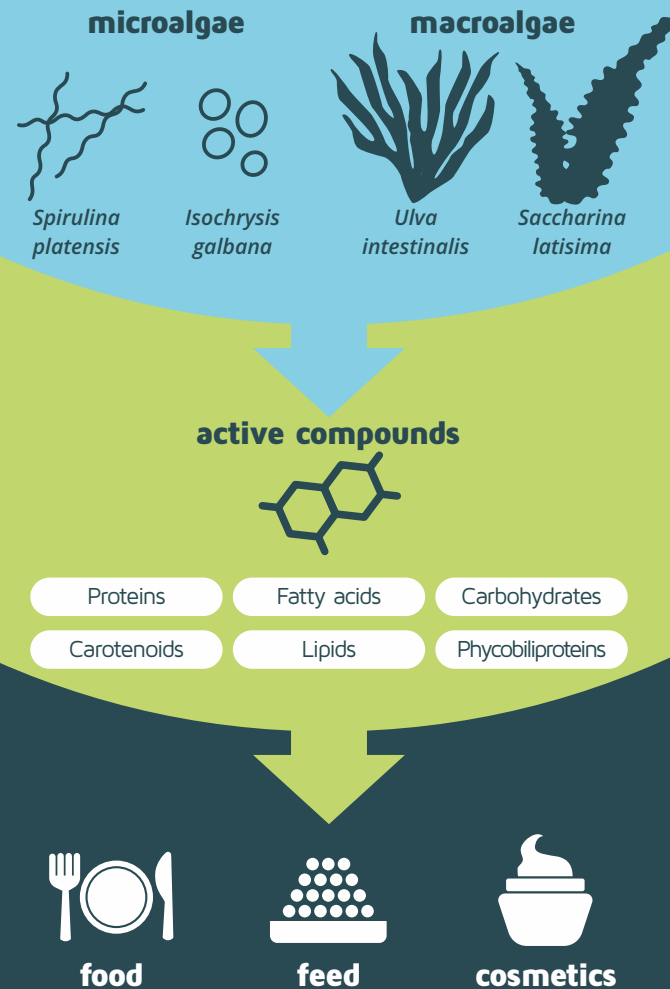 microalgae
macroalgae
Spirulina
platensis
Isochrysis
galbana
Ulva
intestinalis
Saccharina
latisima
active compounds
Proteins
Fatty acids
Carbohydrates
Carotenoids
Lipids
Phycobiliproteins
food
feed
cosmetics